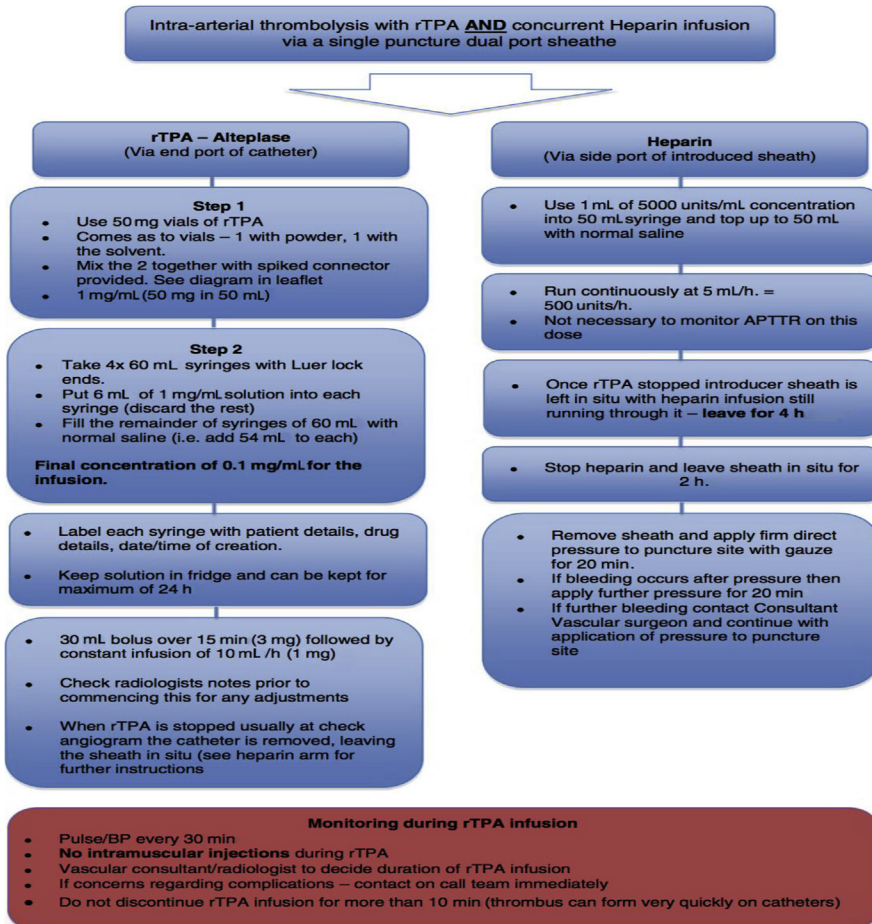 Intra-arterial thrombolysis with rTPA AND concurrent Heparin infusion
via a single puncture dual port sheathe
rTPA – Alteplase
(Via end port of catheter)
Step 1
• Use 50 mg vials of rTPA
• Comes as to vials – 1 with powder, 1 with
the solvent.
• Mix the 2 together with spiked connector
provided. See diagram in leaflet
• 1 mg/mL (50 mg in 50 mL)
Step 2
• Take 4x 60 mL syringes with Luer lock
ends.
• Put 6 mL of 1 mg/mL solution into each
syringe (discard the rest)
• Fill the remainder of syringes of 60 mL with
normal saline (i.e. add 54 mL to each)
Final concentration of 0.1 mg/mL for the
infusion.
• Label each syringe with patient details, drug
details, date/time of creation.
• Keep solution in fridge and can be kept for
maximum of 24 h
• 30 mL bolus over 15 min (3 mg) followed by
constant infusion of 10 mL /h (1 mg)
• Check radiologists notes prior to
commencing this for any adjustments
• When rTPA is stopped usually at check
angiogram the catheter is removed, leaving
the sheath in situ (see heparin arm for
further instructions
Heparin
(Via side port of introduced sheath)
• Use 1 mL of 5000 units/mL concentration
into 50 mL syringe and top up to 50 mL
with normal saline
• Run continuously at 5 mL/h. =
500 units/h.
• Not necessary to monitor APTTR on this
dose
• Once rTPA stopped introducer sheath is
left in situ with heparin infusion still
running through it – leave for 4 h
• Stop heparin and leave sheath in situ for
2 h.
• Remove sheath and apply firm direct
pressure to puncture site with gauze
for 20 min.
• If bleeding occurs after pressure then
apply further pressure for 20 min
• If further bleeding contact Consultant
Vascular surgeon and continue with
application of pressure to puncture
site
Monitoring during rTPA infusion
• Pulse/BP every 30 min
• No intramuscular injections during rTPA
• Vascular consultant/radiologist to decide duration of rTPA infusion
• If concerns regarding complications – contact on call team immediately
• Do not discontinue rTPA infusion for more than 10 min (thrombus can form very quickly on catheters)